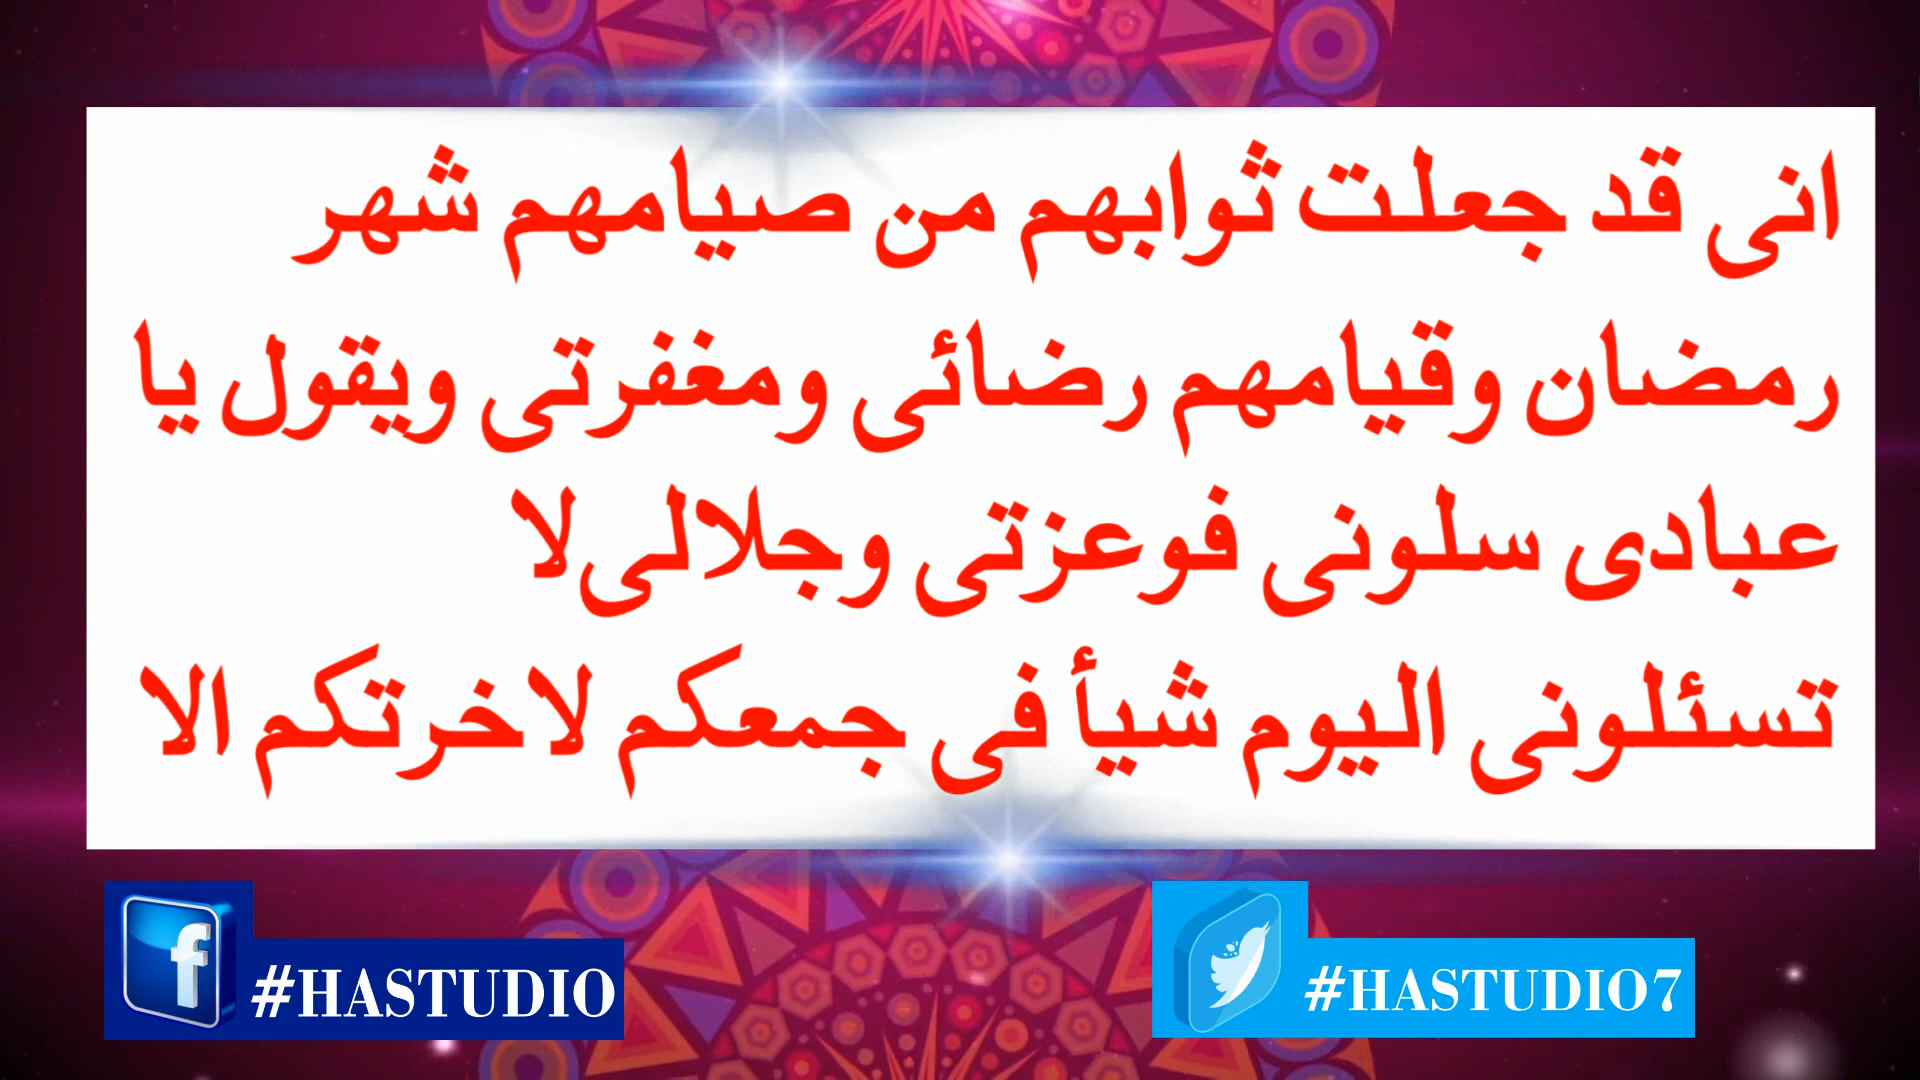 انى قد جعلت ثوابهم من صيامهم شهر
رمضان وقيامهم رضائى ومغفرتى ويقول يا
عبادى سلونى فوعزتى وجلالى لا
تسئلونى اليوم شيأ فى جمعكم لاخرتكم الا
#HASTUDIO
#HASTUDIO7